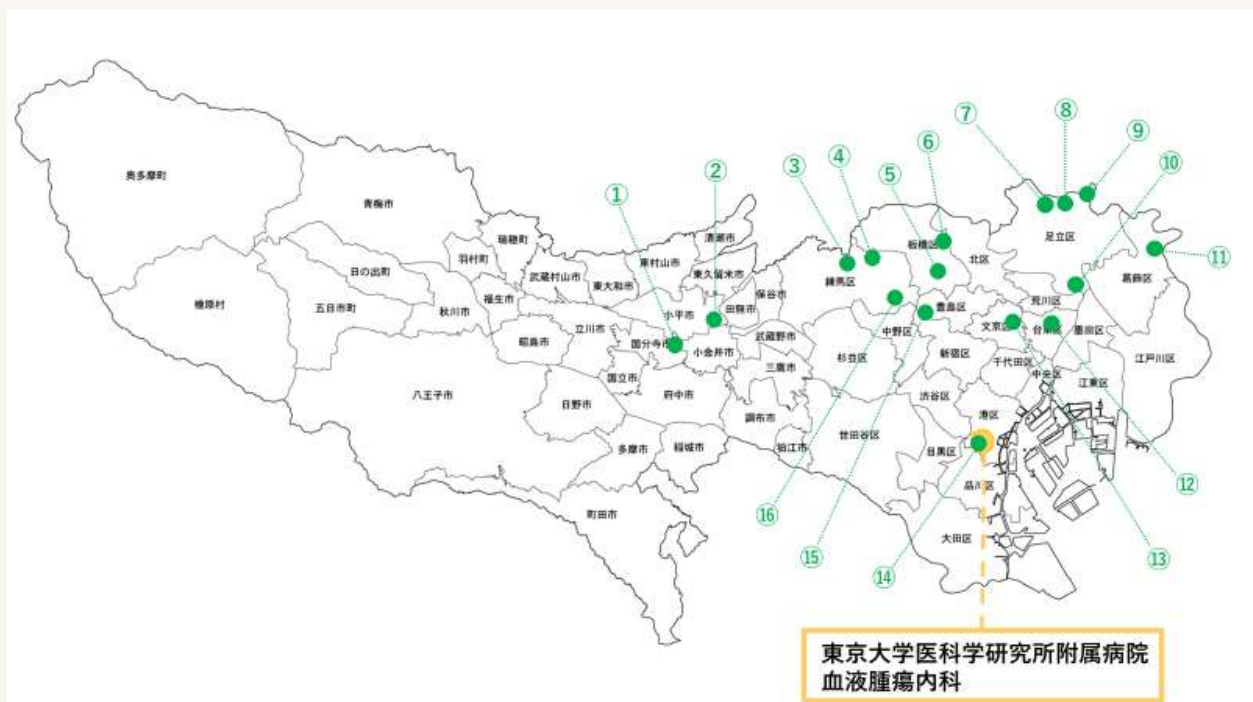 ⑦
⑧
⑨
⑥
⑩
③
④
⑤
②
①
⑪
奥多摩町
青梅市
瑞穂町
清瀬市
板橋区
足立区
羽村町
武蔵村山市
東村山市
東久留米市
北区
日の出町
東大和市
練馬区
葛飾区
檜原村
五日市町
秋川市
福生市
小平市
田無市
保谷市
豊島区
荒川区
立川市
中野区
文京区
台東区
墨田区
昭島市
国分寺市
小金井市
武蔵野市
杉並区
新宿区
千代田区
江戸川区
国立市
三鷹市
中央区
江東区
八王子市
日野市
府中市
渋谷区
調布市
港区
世田谷区
多摩市
稲城市
狛江市
目黒区
品川区
町田市
大田区
⑫
⑯
⑮
⑬
⑭
東京大学医科学研究所附属病院
血液腫瘍内科